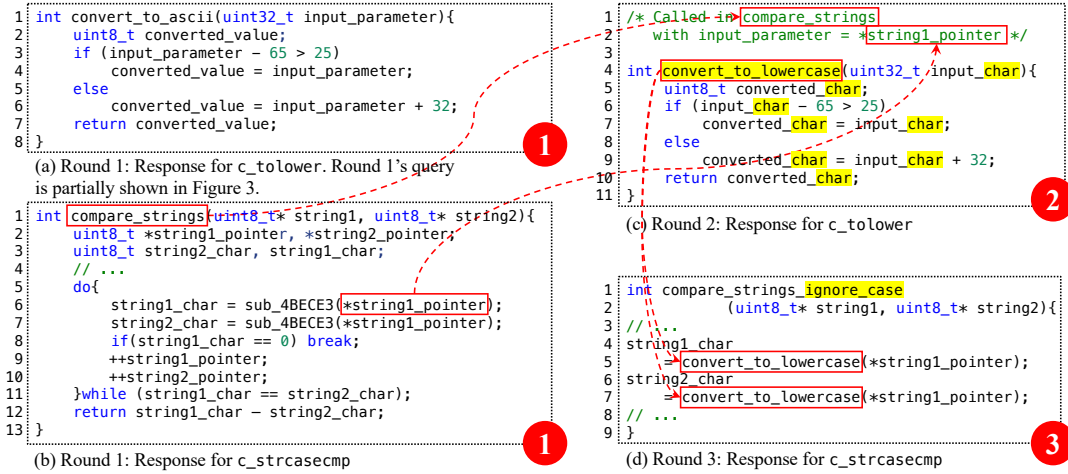 1 int convert_to_ascii(uint32_t input_parameter){
2 uint8_t converted_value;
3 if (input_parameter - 65 > 25)
4 converted_value = input_parameter;
5 else
6 converted_value = input_parameter + 32;
7 return converted_value;
8 }
1
(a) Round 1: Response for c_tolower. Round 1's query
is partially shown in Figure 3.
1 int compare_strings(uint8_t* string1, uint8_t* string2){
2 uint8_t *string1_pointer, *string2_pointer;
3 uint8_t string2_char, string1_char;
4 // ...
5 do{
6 string1_char = sub_4BECE3(*string1_pointer);
7 string2_char = sub_4BECE3(*string1_pointer);
8 if(string1_char == 0) break;
9 ++string1_pointer;
10 ++string2_pointer;
11 }while (string1_char == string2_char);
12 return string1_char - string2_char;
13 }
1
(b) Round 1: Response for c_strcasecmp
1 /* Called in compare_strings
2 with input_parameter = *string1_pointer */
3
4 int convert_to_lowercase(uint32_t input_char){
5 uint8_t converted_char;
6 if (input_char - 65 > 25)
7 converted_char = input_char;
8 else
9 converted_char = input_char + 32;
10 return converted_char;
11 }
2
(c) Round 2: Response for c_tolower
1 int compare_strings_ignore_case
2 (uint8_t* string1, uint8_t* string2){
3 // ...
4 string1_char
5 = convert_to_lowercase(*string1_pointer);
6 string2_char
7 = convert_to_lowercase(*string1_pointer);
8 // ...
9 }
3
(d) Round 3: Response for c_strcasecmp